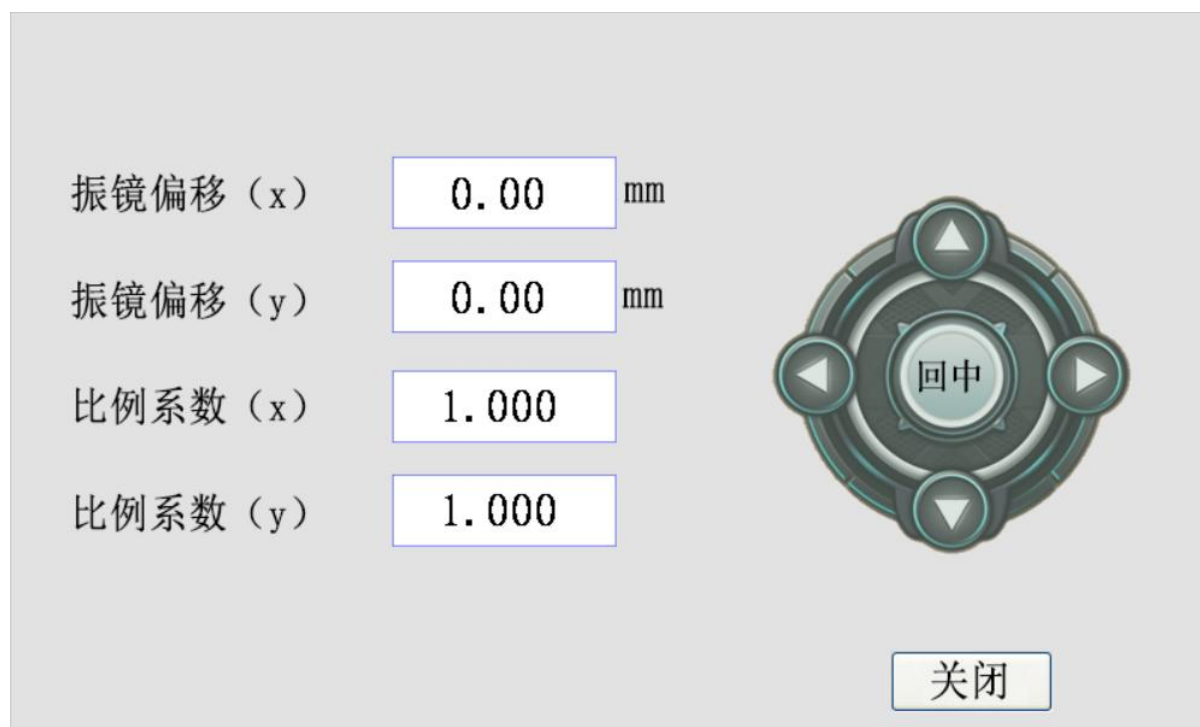 振镜偏移（x） 0.00 mm
振镜偏移（y） 0.00 mm
比例系数（x） 1.000
回中
比例系数（y） 1.000
关闭